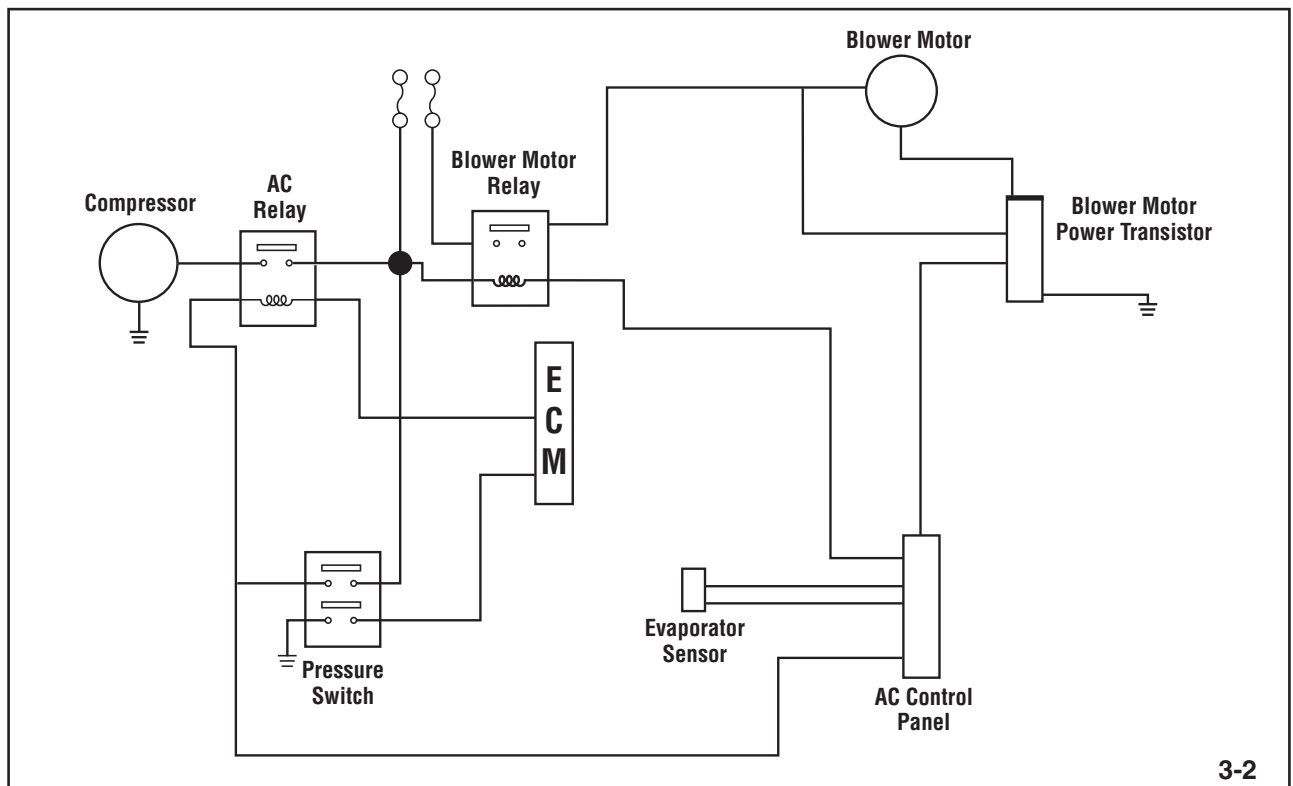 Blower Motor
Blower Motor
Relay
AC
Relay
Compressor
Blower Motor
Power Transistor
E
C
M
Evaporator
Sensor
Pressure
Switch
AC Control
Panel
3-2